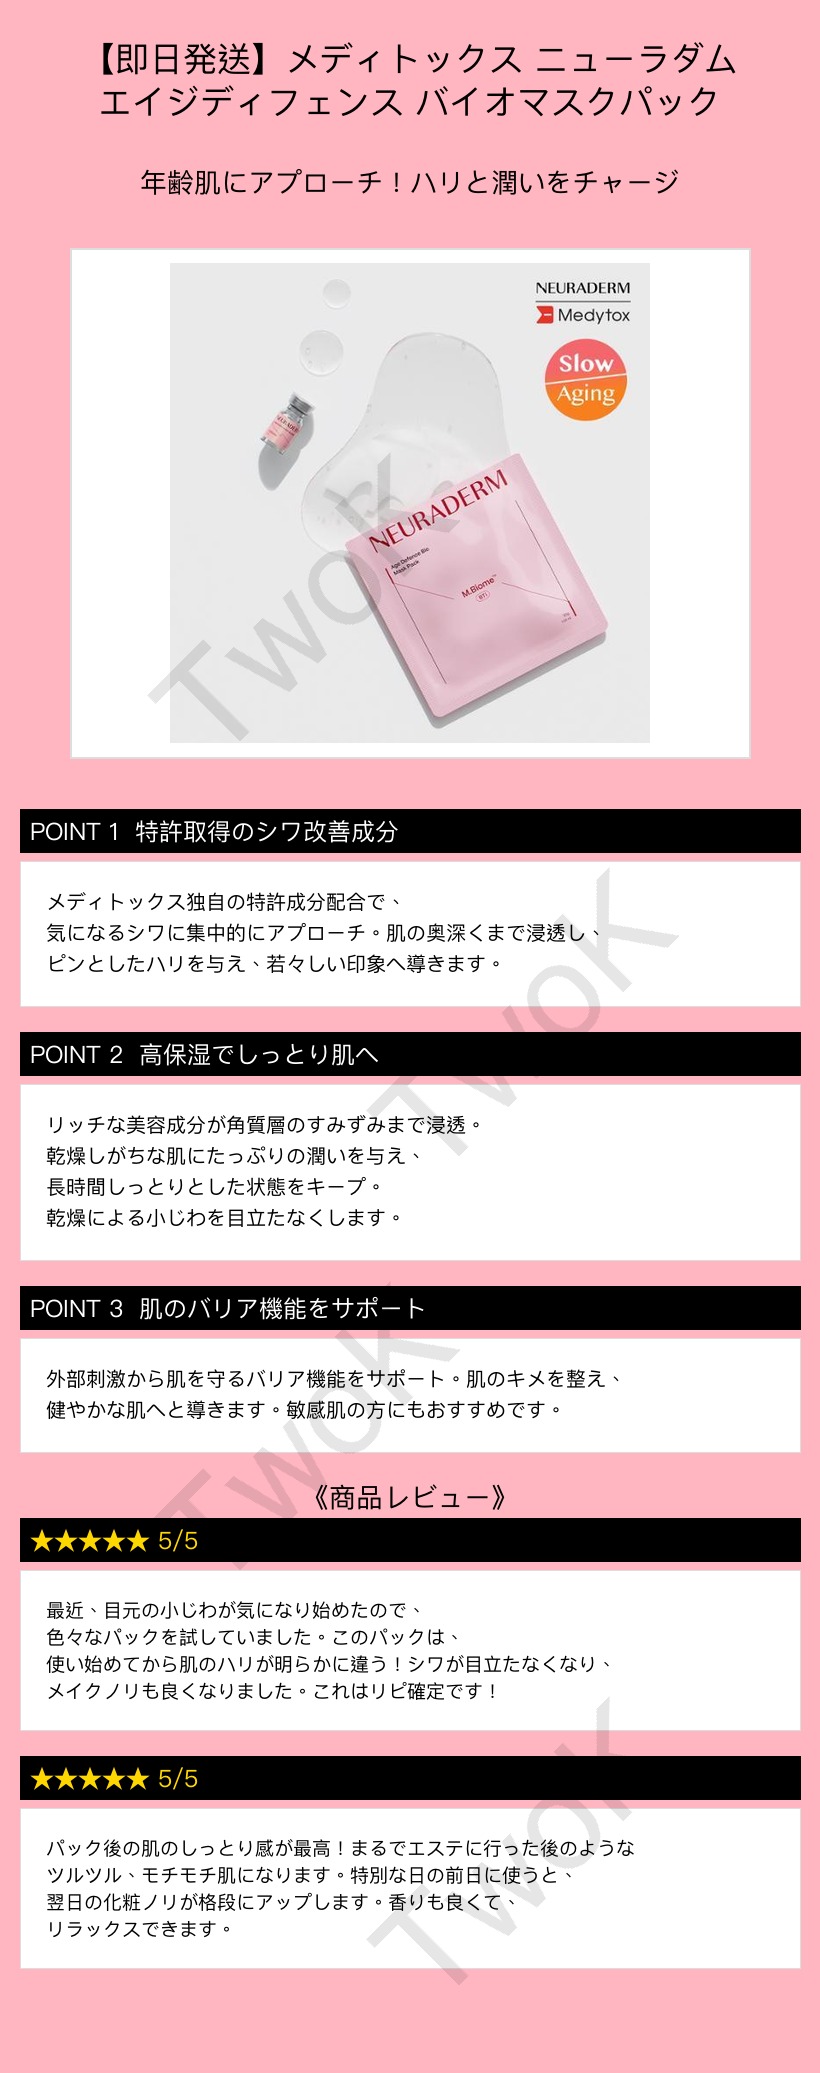 【即日発送】メディトックス ニューラダム
エイジディフェンス バイオマスクパック
年齢肌にアプローチ！ハリと潤いをチャージ
NEURADERM
Medytox
Slow
Aging
NEURADERM
Age Defence Bio
Mask Pack
M.Biome™
TwoK
POINT 1 特許取得のシワ改善成分
メディトックス独自の特許成分配合で、
気になるシワに集中的にアプローチ。肌の奥深くまで浸透し、
ピンとしたハリを与え、若々しい印象へ導きます。
TwoK
POINT 2 高保湿でしっとり肌へ
リッチな美容成分が角質層のすみずみまで浸透。
乾燥しがちな肌にたっぷりの潤いを与え、
長時間しっとりとした状態をキープ。
乾燥による小じわを目立たなくします。
POINT 3 肌のバリア機能をサポート
外部刺激から肌を守るバリア機能をサポート。肌のキメを整え、
健やかな肌へと導きます。敏感肌の方にもおすすめです。
TwoK
《商品レビュー》
★★★★★ 5/5
最近、目元の小じわが気になり始めたので、
色々なパックを試していました。このパックは、
使い始めてから肌のハリが明らかに違う！シワが目立たなくなり、
メイクノリも良くなりました。これはリピ確定です！
★★★★★ 5/5
パック後の肌のしっとり感が最高！まるでエステに行った後のような
ツルツル、モチモチ肌になります。特別な日の前日に使うと、
翌日の化粧ノリが格段にアップします。香りも良くて、
リラックスできます。
TwoK